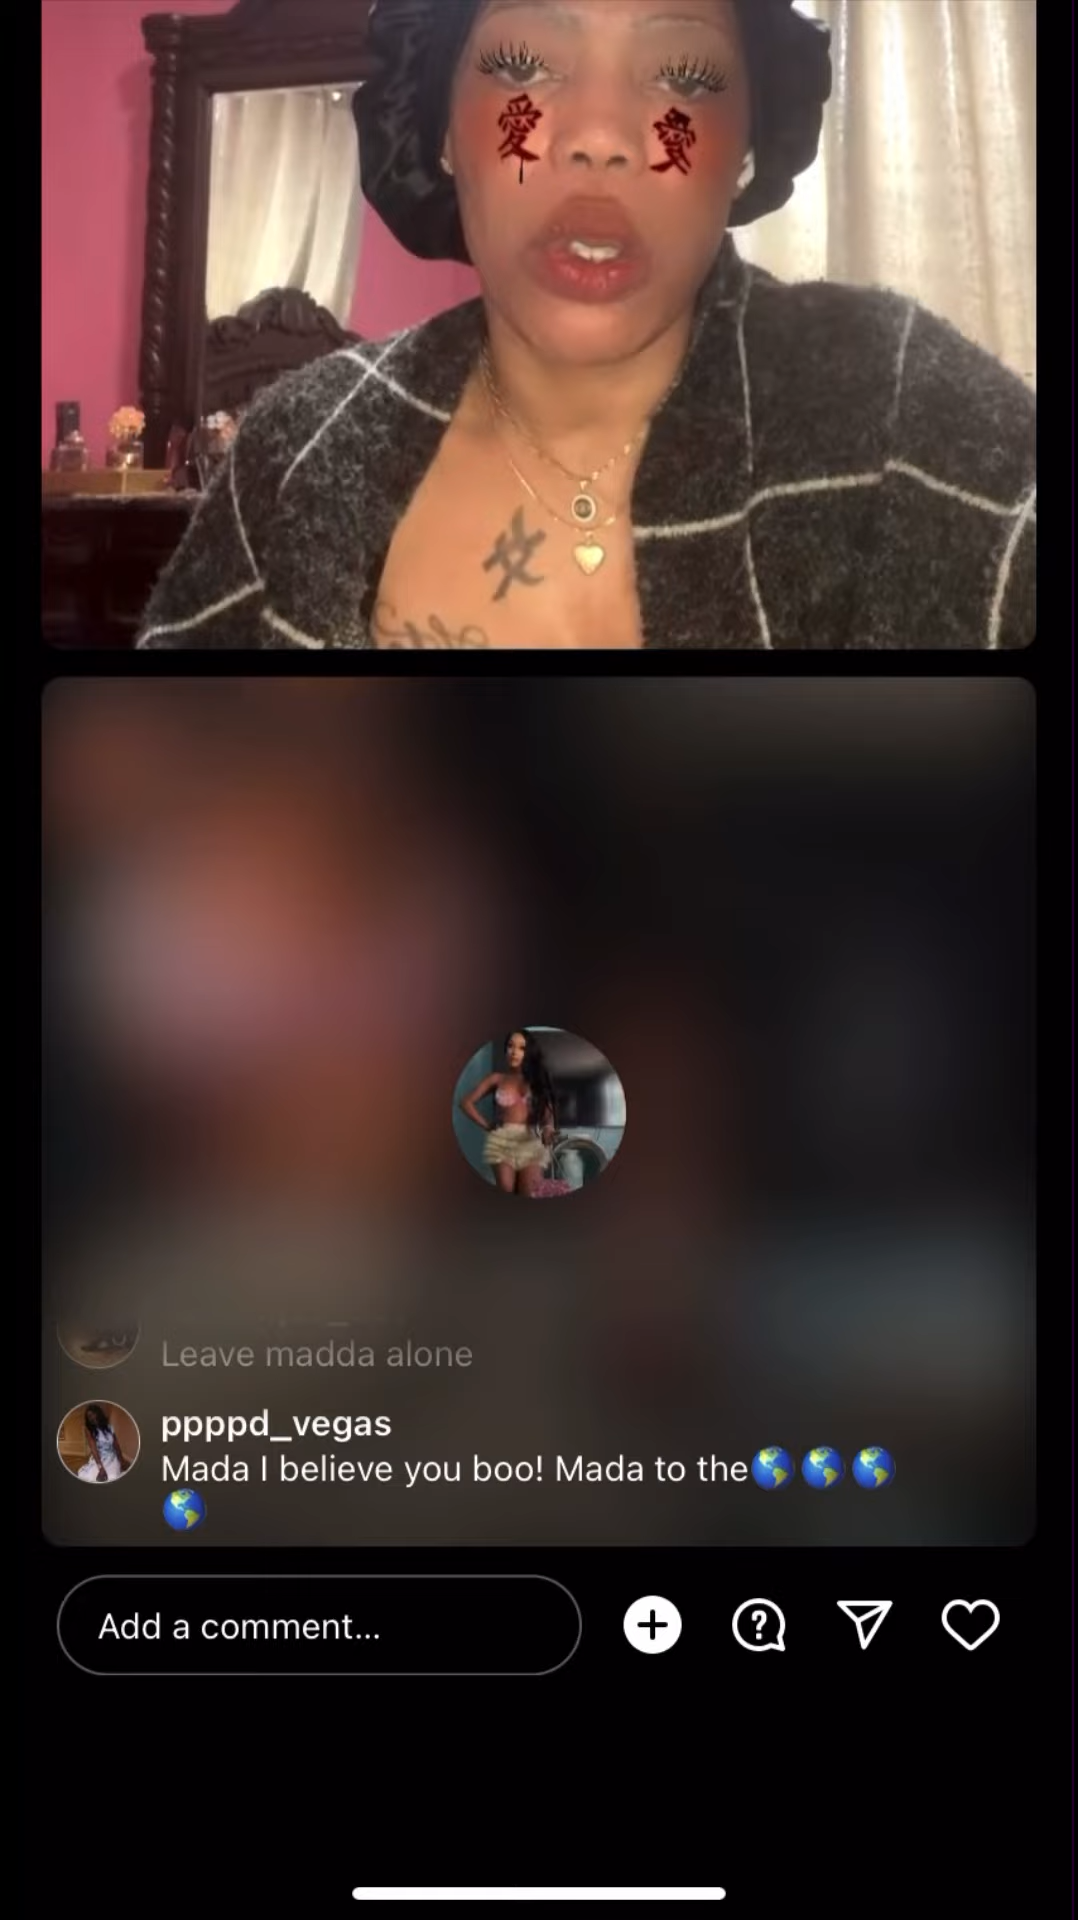 愛 愛
Leave madda alone
ppppd_vegas
Mada I believe you boo! Mada to the🌎🌎🌎
🌎
Add a comment...